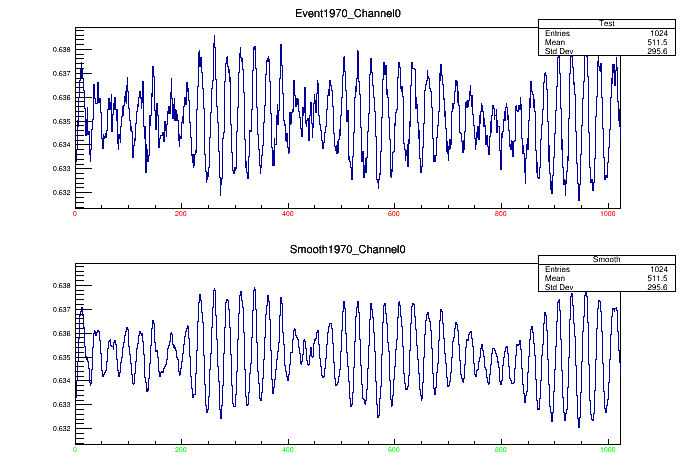 Event1970_Channel0
Test
Entries 1024
Mean 511.5
Std Dev 295.6
0.638
0.637
0.636
0.635
0.634
0.633
0.632
0 200 400 600 800 1000
Smooth1970_Channel0
Smooth
Entries 1024
Mean 511.5
Std Dev 295.6
0.638
0.637
0.636
0.635
0.634
0.633
0.632
0 200 400 600 800 1000